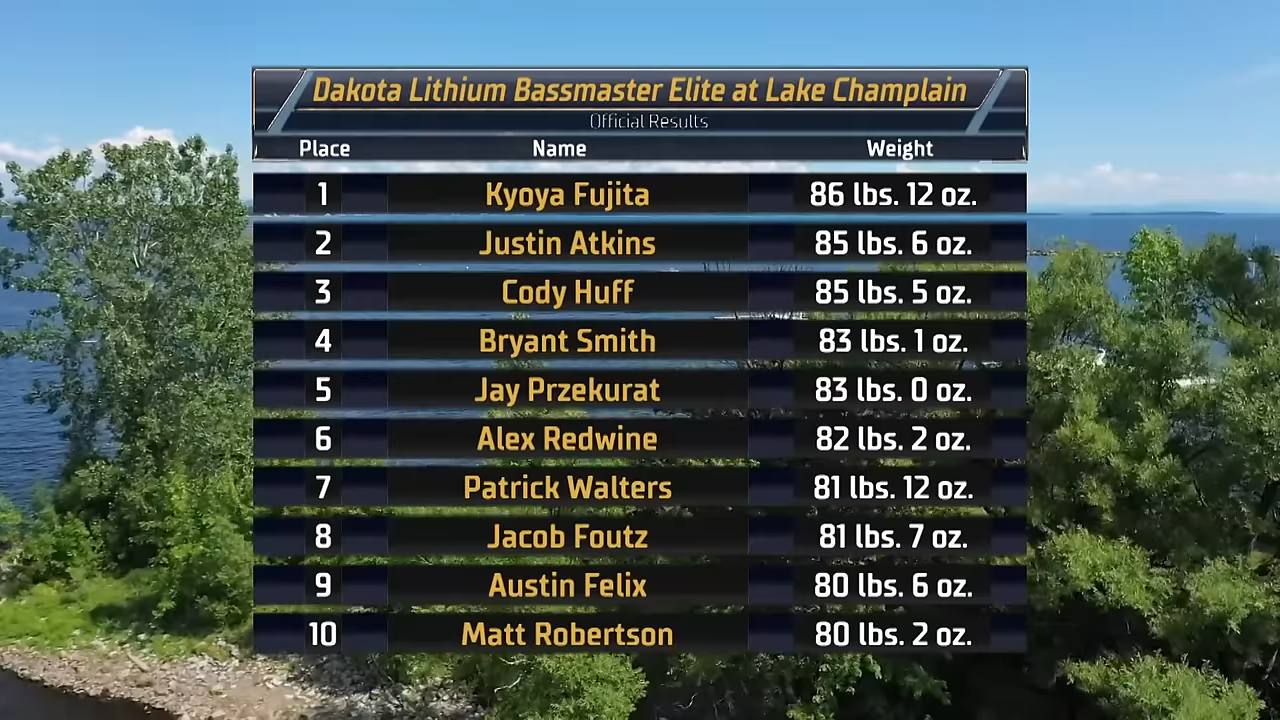 Dakota Lithium Bassmaster Elite at Lake Champlain
Official Results
Place Name Weight
1 Kyoya Fujita 86 lbs. 12 oz.
2 Justin Atkins 85 lbs. 6 oz.
3 Cody Huff 85 lbs. 5 oz.
4 Bryant Smith 83 lbs. 1 oz.
5 Jay Przekurat 83 lbs. 0 oz.
6 Alex Redwine 82 lbs. 2 oz.
7 Patrick Walters 81 lbs. 12 oz.
8 Jacob Foutz 81 lbs. 7 oz.
9 Austin Felix 80 lbs. 6 oz.
10 Matt Robertson 80 lbs. 2 oz.